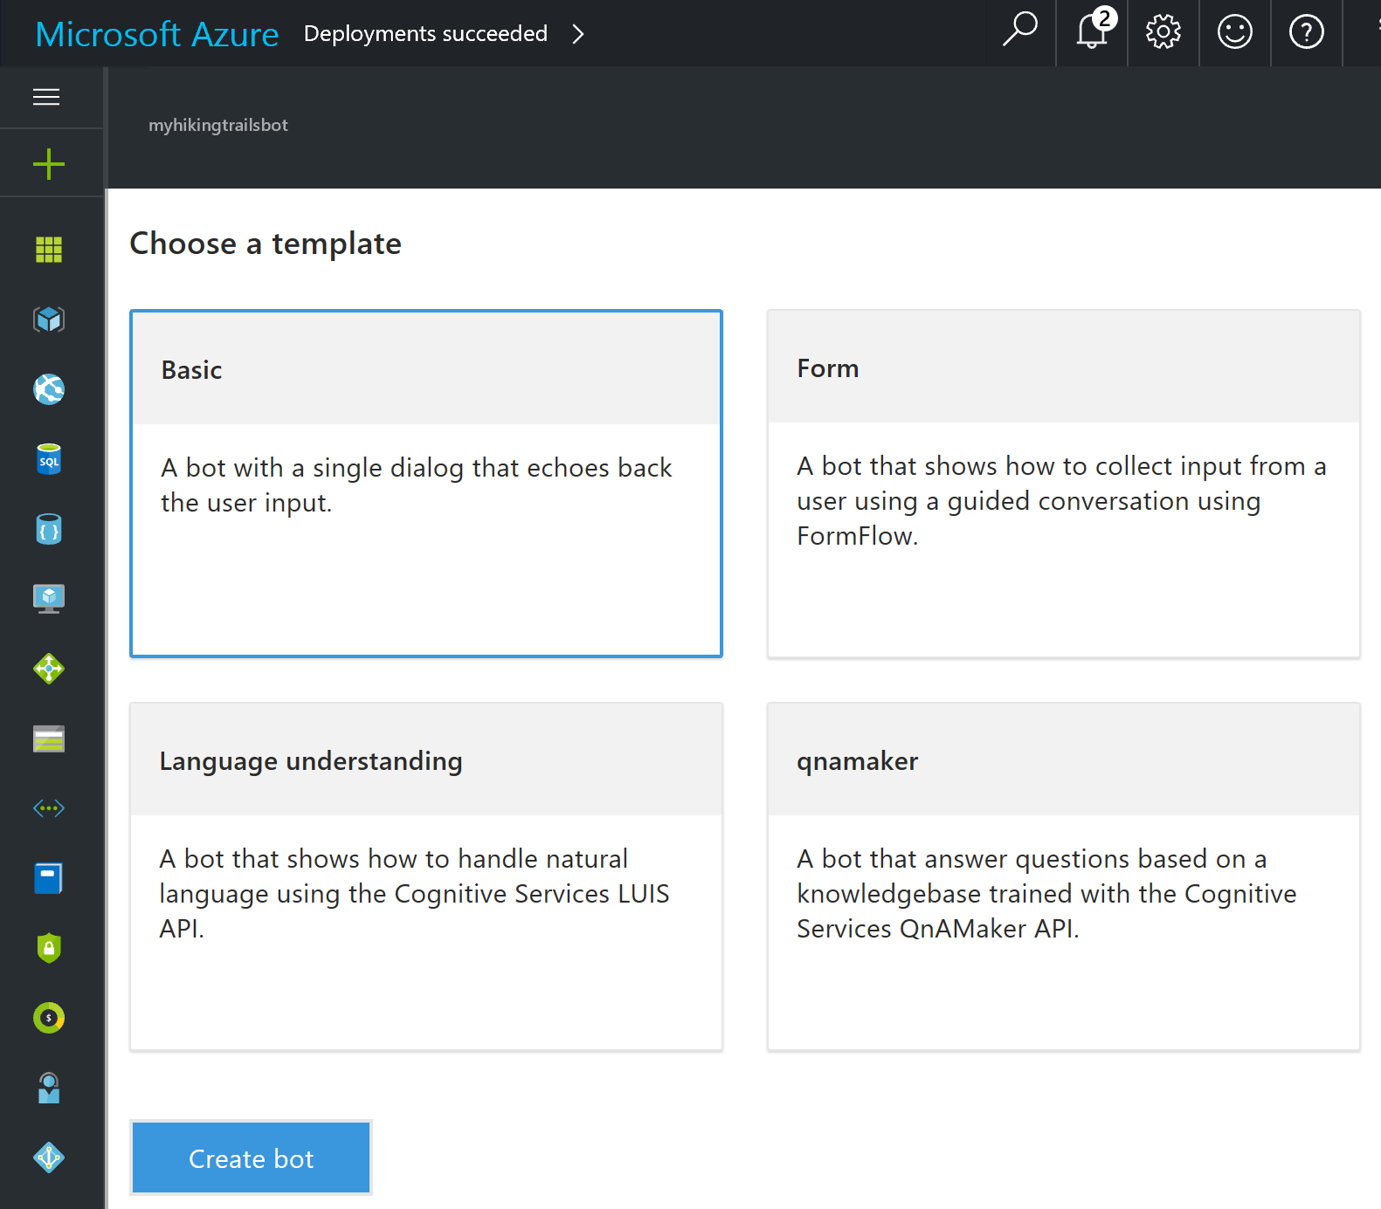 Microsoft Azure Deployments succeeded
2
myhikingtrailsbot
Choose a template
Basic
A bot with a single dialog that echoes back
the user input.
Form
A bot that shows how to collect input from a
user using a guided conversation using
FormFlow.
SQL
Language understanding
A bot that shows how to handle natural
language using the Cognitive Services LUIS
API.
qnamaker
A bot that answer questions based on a
knowledgebase trained with the Cognitive
Services QnAMaker API.
$
Create bot